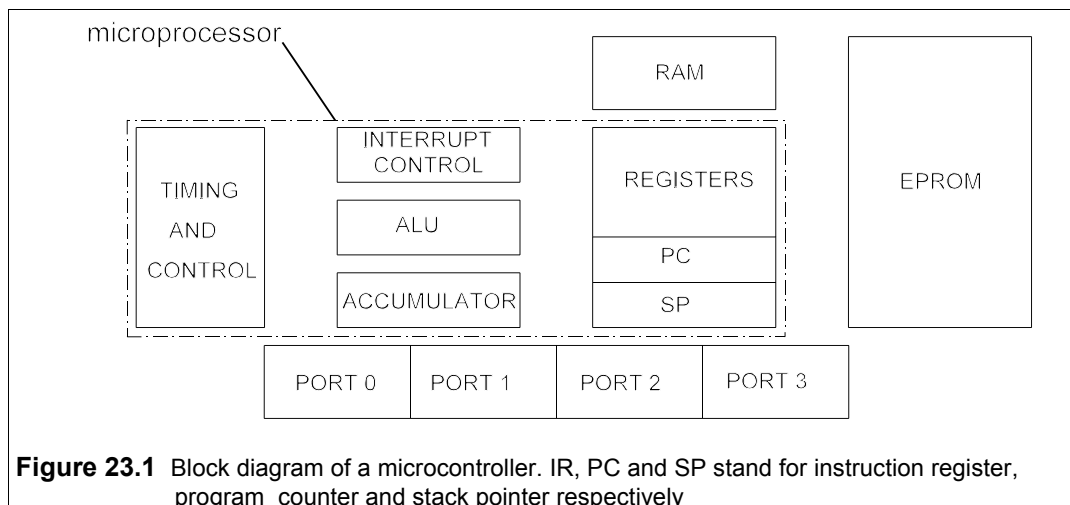 microprocessor
RAM
INTERRUPT
CONTROL
REGISTERS
EPROM
TIMING
AND
CONTROL
ALU
PC
ACCUMULATOR
SP
PORT 0
PORT 1
PORT 2
PORT 3
Figure 23.1 Block diagram of a microcontroller. IR, PC and SP stand for instruction register,
program counter and stack pointer respectively